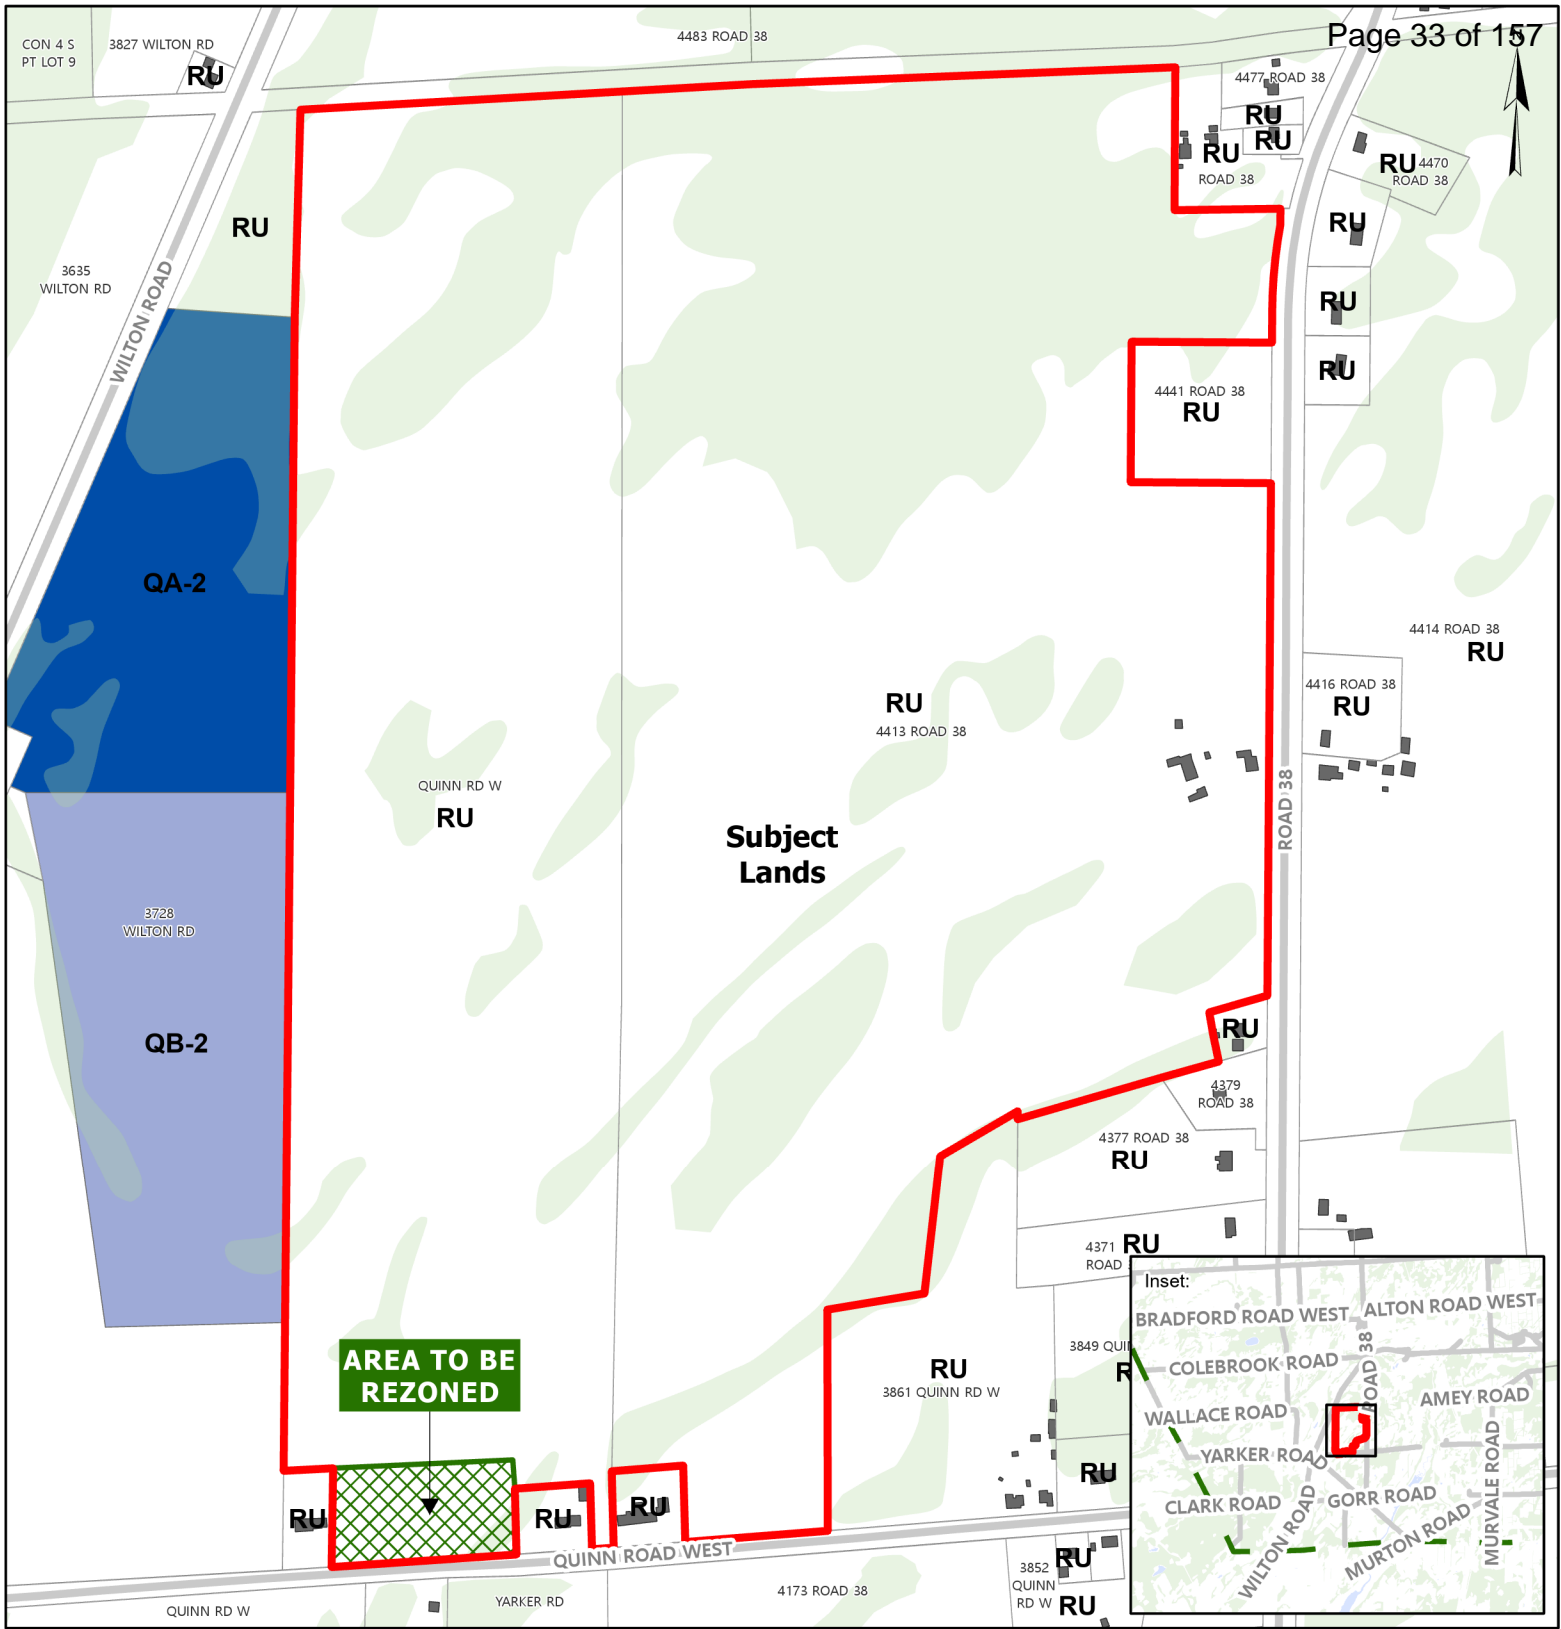 Page 33 of 157
N
CON 4 S
PT LOT 9
3827 WILTON RD
RU
4483 ROAD 38
4477 ROAD 38
RU
RU
RU
ROAD 38
RU
4470
ROAD 38
RU
RU
RU
RU
3635
WILTON RD
WILTON ROAD
4441 ROAD 38
RU
QA-2
4414 ROAD 38
RU
4416 ROAD 38
RU
RU
4413 ROAD 38
QUINN RD W
RU
Subject
Lands
ROAD 38
3728
WILTON RD
QB-2
RU
4379
ROAD 38
4377 ROAD 38
RU
4371
ROAD
RU
AREA TO BE
REZONED
RU
3861 QUINN RD W
3849 QUIN
R
RU
RU
RU
RU
QUINN ROAD WEST
QUINN RD W
YARKER RD
4173 ROAD 38
3852
QUINN
RD W
RU
RU
Inset:
BRADFORD ROAD WEST
ALTON ROAD WEST
ROAD 38
COLEBROOK ROAD
AMEY ROAD
WALLACE ROAD
YARKER ROAD
CLARK ROAD
GORR ROAD
WILTON ROAD
MURTON ROAD
MURVALE ROAD